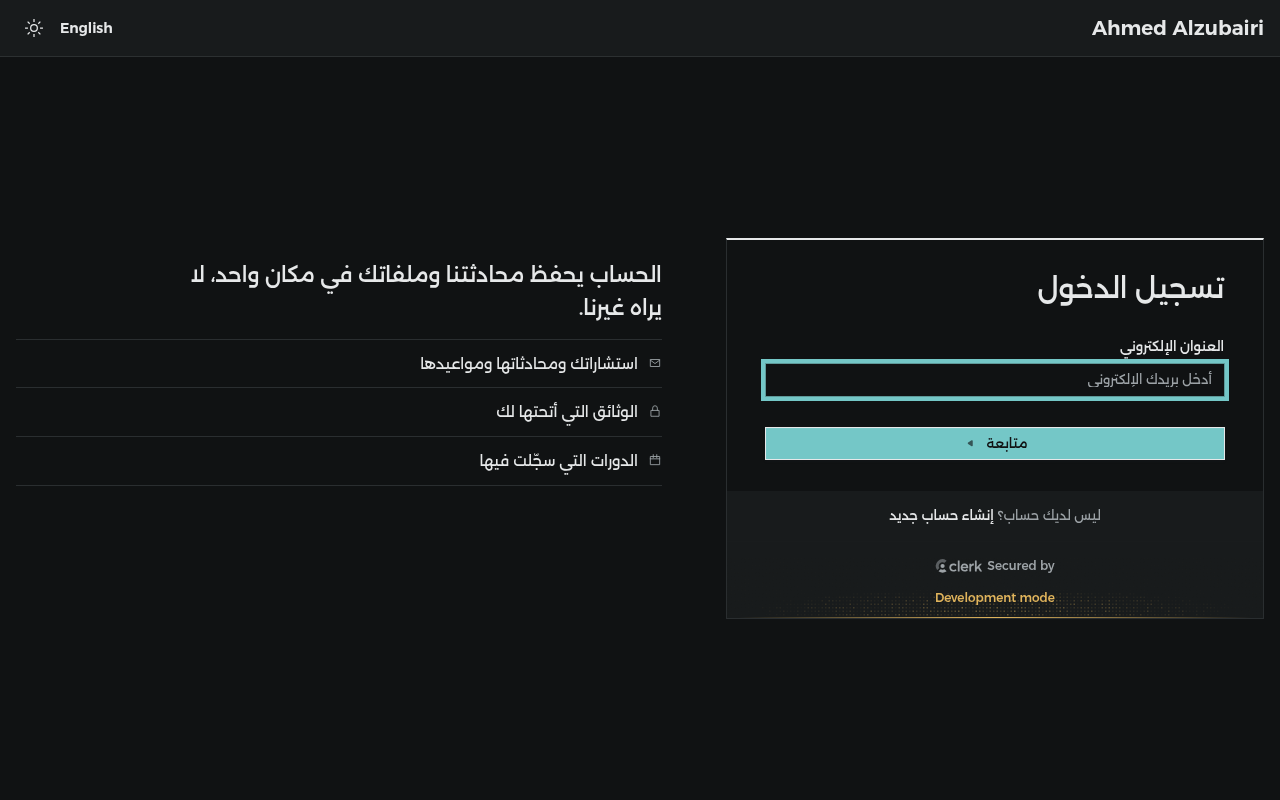 Ahmed Alzubairi
English
تسجيل الدخول
العنوان الإلكتروني
أدخل بريدك الإلكتروني
متابعة
ليس لديك حساب؟ إنشاء حساب جديد
Secured by clerk
Development mode
الحساب يحفظ محادثتنا وملفاتك في مكان واحد، لا
يراه غيرنا.
استشاراتك ومحادثاتها ومواعيدها
الوثائق التي أتحتها لك
الدورات التي سجّلت فيها